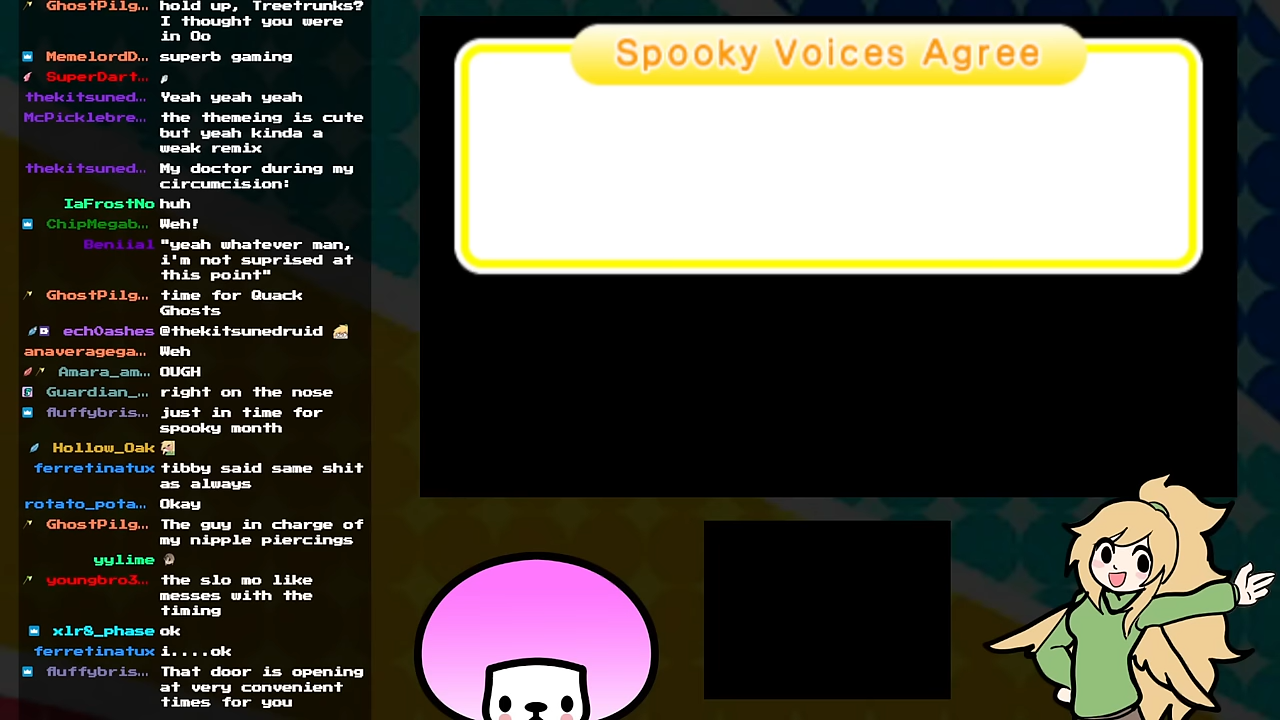 GhostPilg… hold up, Treetrunks?
I thought you were
in Oo
MemelordD… superb gaming
SuperDart…
thekitsuned… Yeah yeah yeah
McPicklebre… the themeing is cute
but yeah kinda a
weak remix
thekitsuned… My doctor during my
circumcision:
IaFrostNo huh
ChipMegab… Weh!
Beniial "yeah whatever man,
i'm not suprised at
this point"
GhostPilg… time for Quack
Ghosts
ech0ashes @thekitsunedruid
anaveragega… Weh
Amara_am… OUGH
Guardian_… right on the nose
fluffybris… just in time for
spooky month
Hollow_Oak
ferretinatux tibby said same shit
as always
rotato_pota… Okay
GhostPilg… The guy in charge of
my nipple piercings
yylime
youngbro3… the slo mo like
messes with the
timing
xlr8_phase ok
ferretinatux i....ok
fluffybris… That door is opening
at very convenient
times for you
Spooky Voices Agree